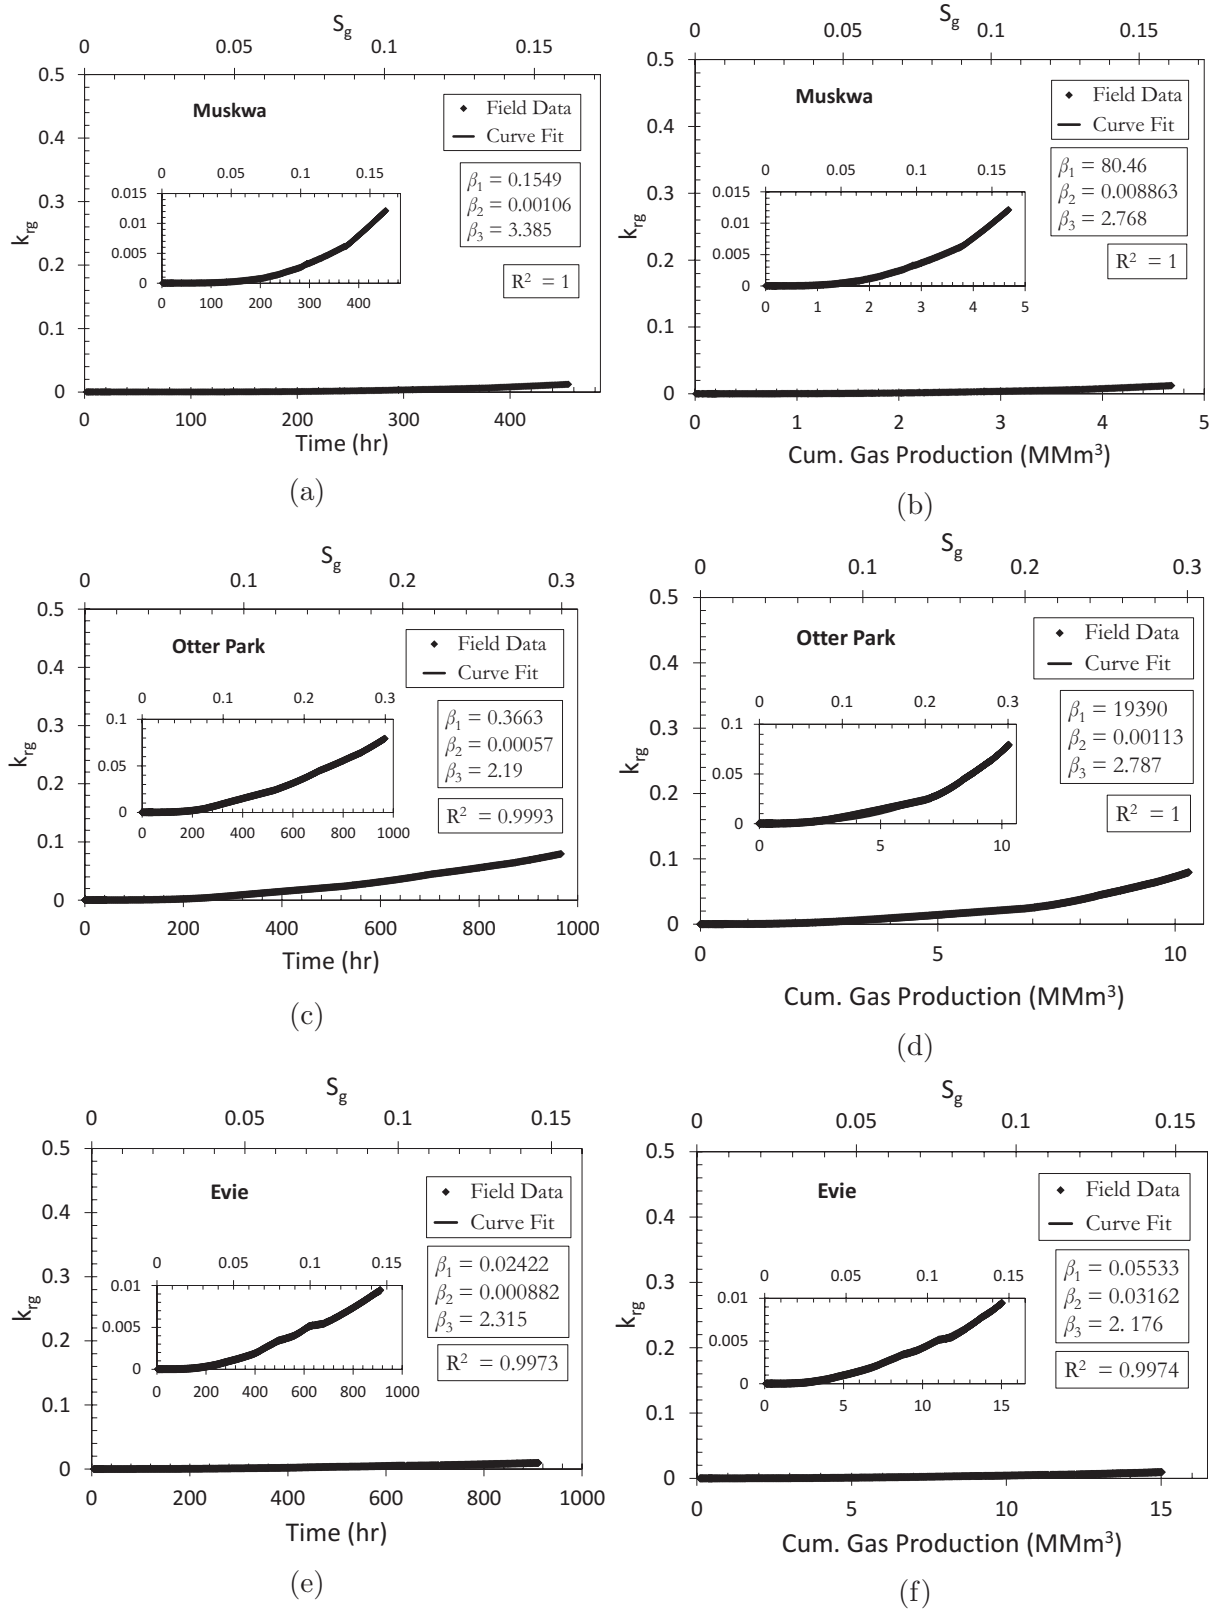 S_g
0 0.05 0.1 0.15
0.5
0.4
0.3
0.2
0.1
0
k_rg
Muskwa
Field Data
Curve Fit
β₁ = 0.1549
β₂ = 0.00106
β₃ = 3.385
R² = 1
0 0.05 0.1 0.15
0.015
0.01
0.005
0
0 100 200 300 400
0 100 200 300 400
Time (hr)
(a)
S_g
0 0.05 0.1 0.15
0.5
0.4
0.3
0.2
0.1
0
k_rg
Muskwa
Field Data
Curve Fit
β₁ = 80.46
β₂ = 0.008863
β₃ = 2.768
R² = 1
0 0.05 0.1 0.15
0.015
0.01
0.005
0
0 1 2 3 4 5
0 1 2 3 4 5
Cum. Gas Production (MMm³)
(b)
S_g
0 0.1 0.2 0.3
0.5
0.4
0.3
0.2
0.1
0
k_rg
Otter Park
Field Data
Curve Fit
β₁ = 0.3663
β₂ = 0.00057
β₃ = 2.19
R² = 0.9993
0 0.1 0.2 0.3
0.1
0.05
0
0 200 400 600 800 1000
0 200 400 600 800 1000
Time (hr)
(c)
S_g
0 0.1 0.2 0.3
0.5
0.4
0.3
0.2
0.1
0
k_rg
Otter Park
Field Data
Curve Fit
β₁ = 19390
β₂ = 0.00113
β₃ = 2.787
R² = 1
0 0.1 0.2 0.3
0.1
0.05
0
0 5 10
0 5 10
Cum. Gas Production (MMm³)
(d)
S_g
0 0.05 0.1 0.15
0.5
0.4
0.3
0.2
0.1
0
k_rg
Evie
Field Data
Curve Fit
β₁ = 0.02422
β₂ = 0.000882
β₃ = 2.315
R² = 0.9973
0 0.05 0.1 0.15
0.01
0.005
0
0 200 400 600 800 1000
0 200 400 600 800 1000
Time (hr)
(e)
S_g
0 0.05 0.1 0.15
0.5
0.4
0.3
0.2
0.1
0
k_rg
Evie
Field Data
Curve Fit
β₁ = 0.05533
β₂ = 0.03162
β₃ = 2. 176
R² = 0.9974
0 0.05 0.1 0.15
0.01
0.005
0
0 5 10 15
0 5 10 15
Cum. Gas Production (MMm³)
(f)